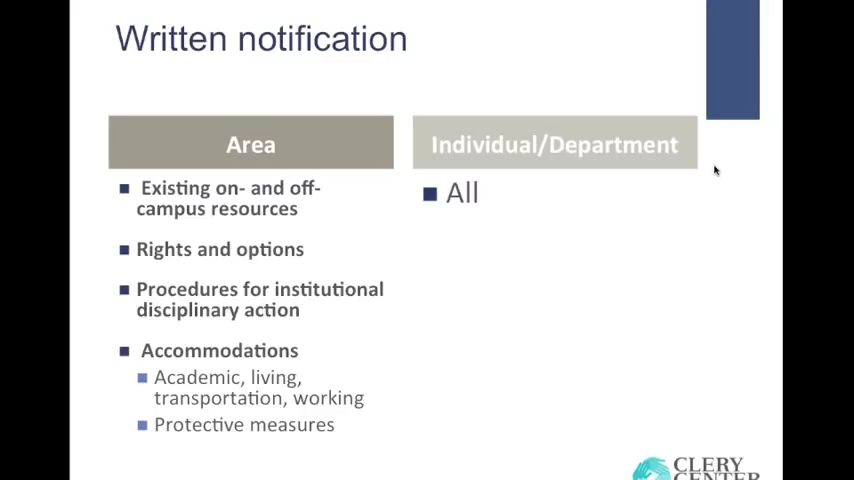 Written notification
Area
Existing on- and off-
campus resources
Rights and options
Procedures for institutional
disciplinary action
Accommodations
Academic, living,
transportation, working
Protective measures
Individual/Department
All
CLERY
CENTER